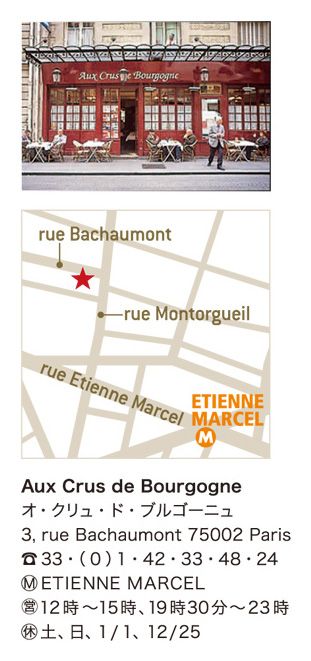 Aux Crus de Bourgogne
rue Bachaumont
rue Montorgueil
rue Etienne Marcel
ETIENNE
MARCEL
M
Aux Crus de Bourgogne
オ・クリュ・ド・ブルゴーニュ
3, rue Bachaumont 75002 Paris
☎33・(0)1・42・33・48・24
Ⓜ ETIENNE MARCEL
㊡12時〜15時、19時30分〜23時
㊡土、日、1/1、12/25